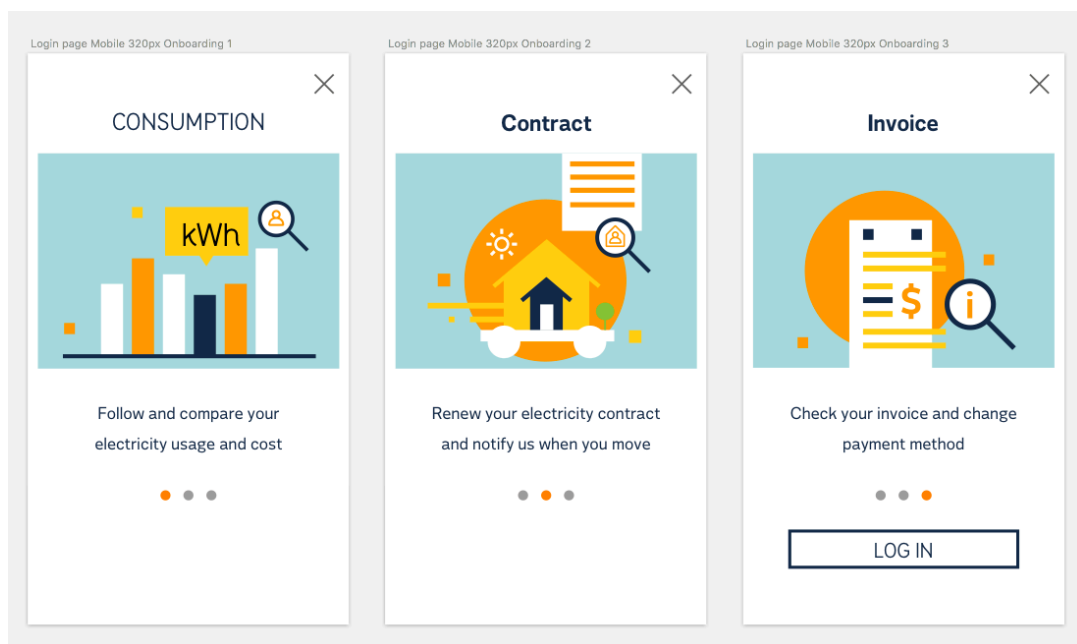 Login page Mobile 320px Onboarding 1
CONSUMPTION
kWh
Follow and compare your
electricity usage and cost
Login page Mobile 320px Onboarding 2
Contract
Renew your electricity contract
and notify us when you move
Login page Mobile 320px Onboarding 3
Invoice
$
i
Check your invoice and change
payment method
LOG IN